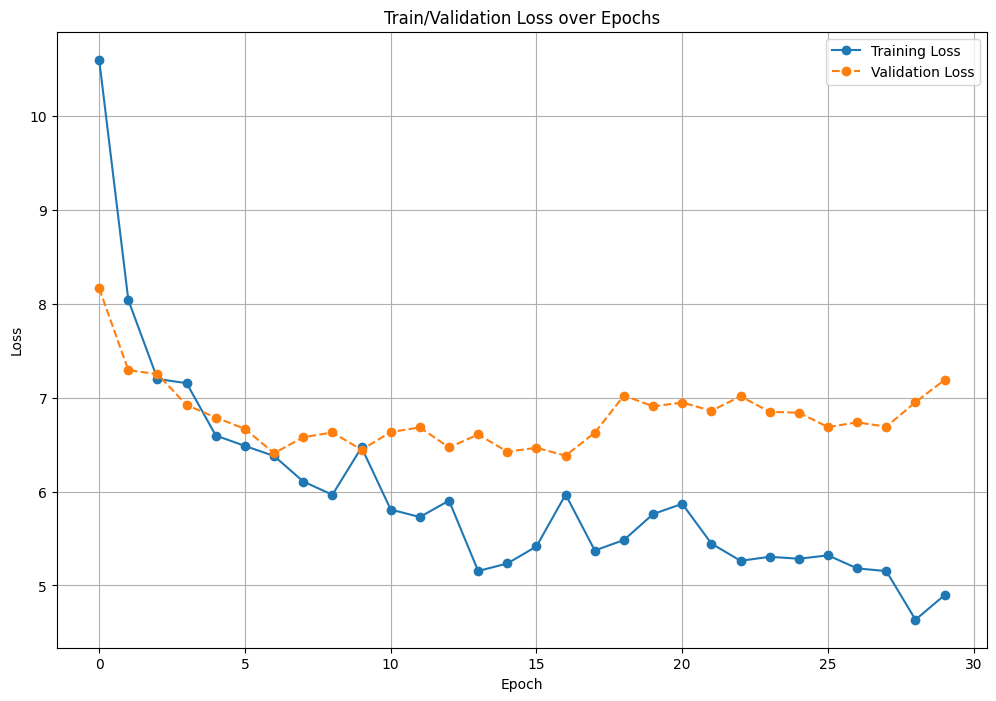 Train/Validation Loss over Epochs
Training Loss
Validation Loss
10
9
8
7
6
5
Loss
0 5 10 15 20 25 30
Epoch